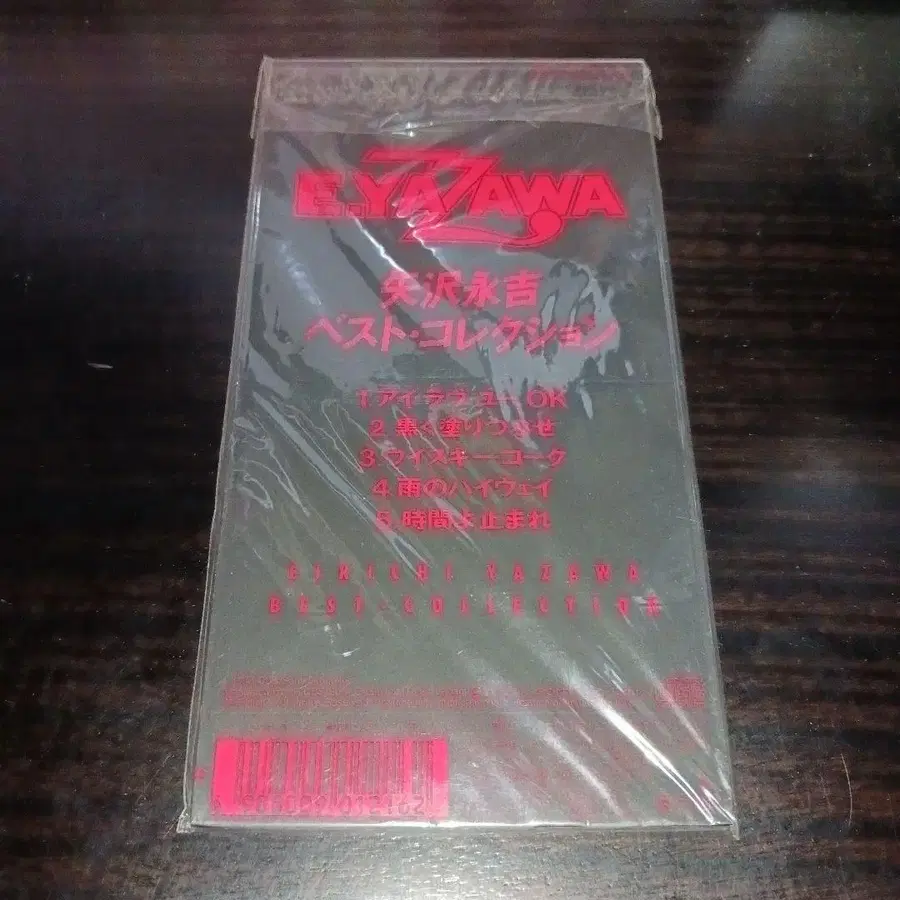 E.YAZAWA
矢沢永吉
ベスト・コレクション
1.アイ・ラヴ・ユー,OK
2.黒く塗りつぶせ
3.ウイスキー・コーク
4.雨のハイウェイ
5.時間よ止まれ
EIKICHI YAZAWA
BEST・COLLECTION